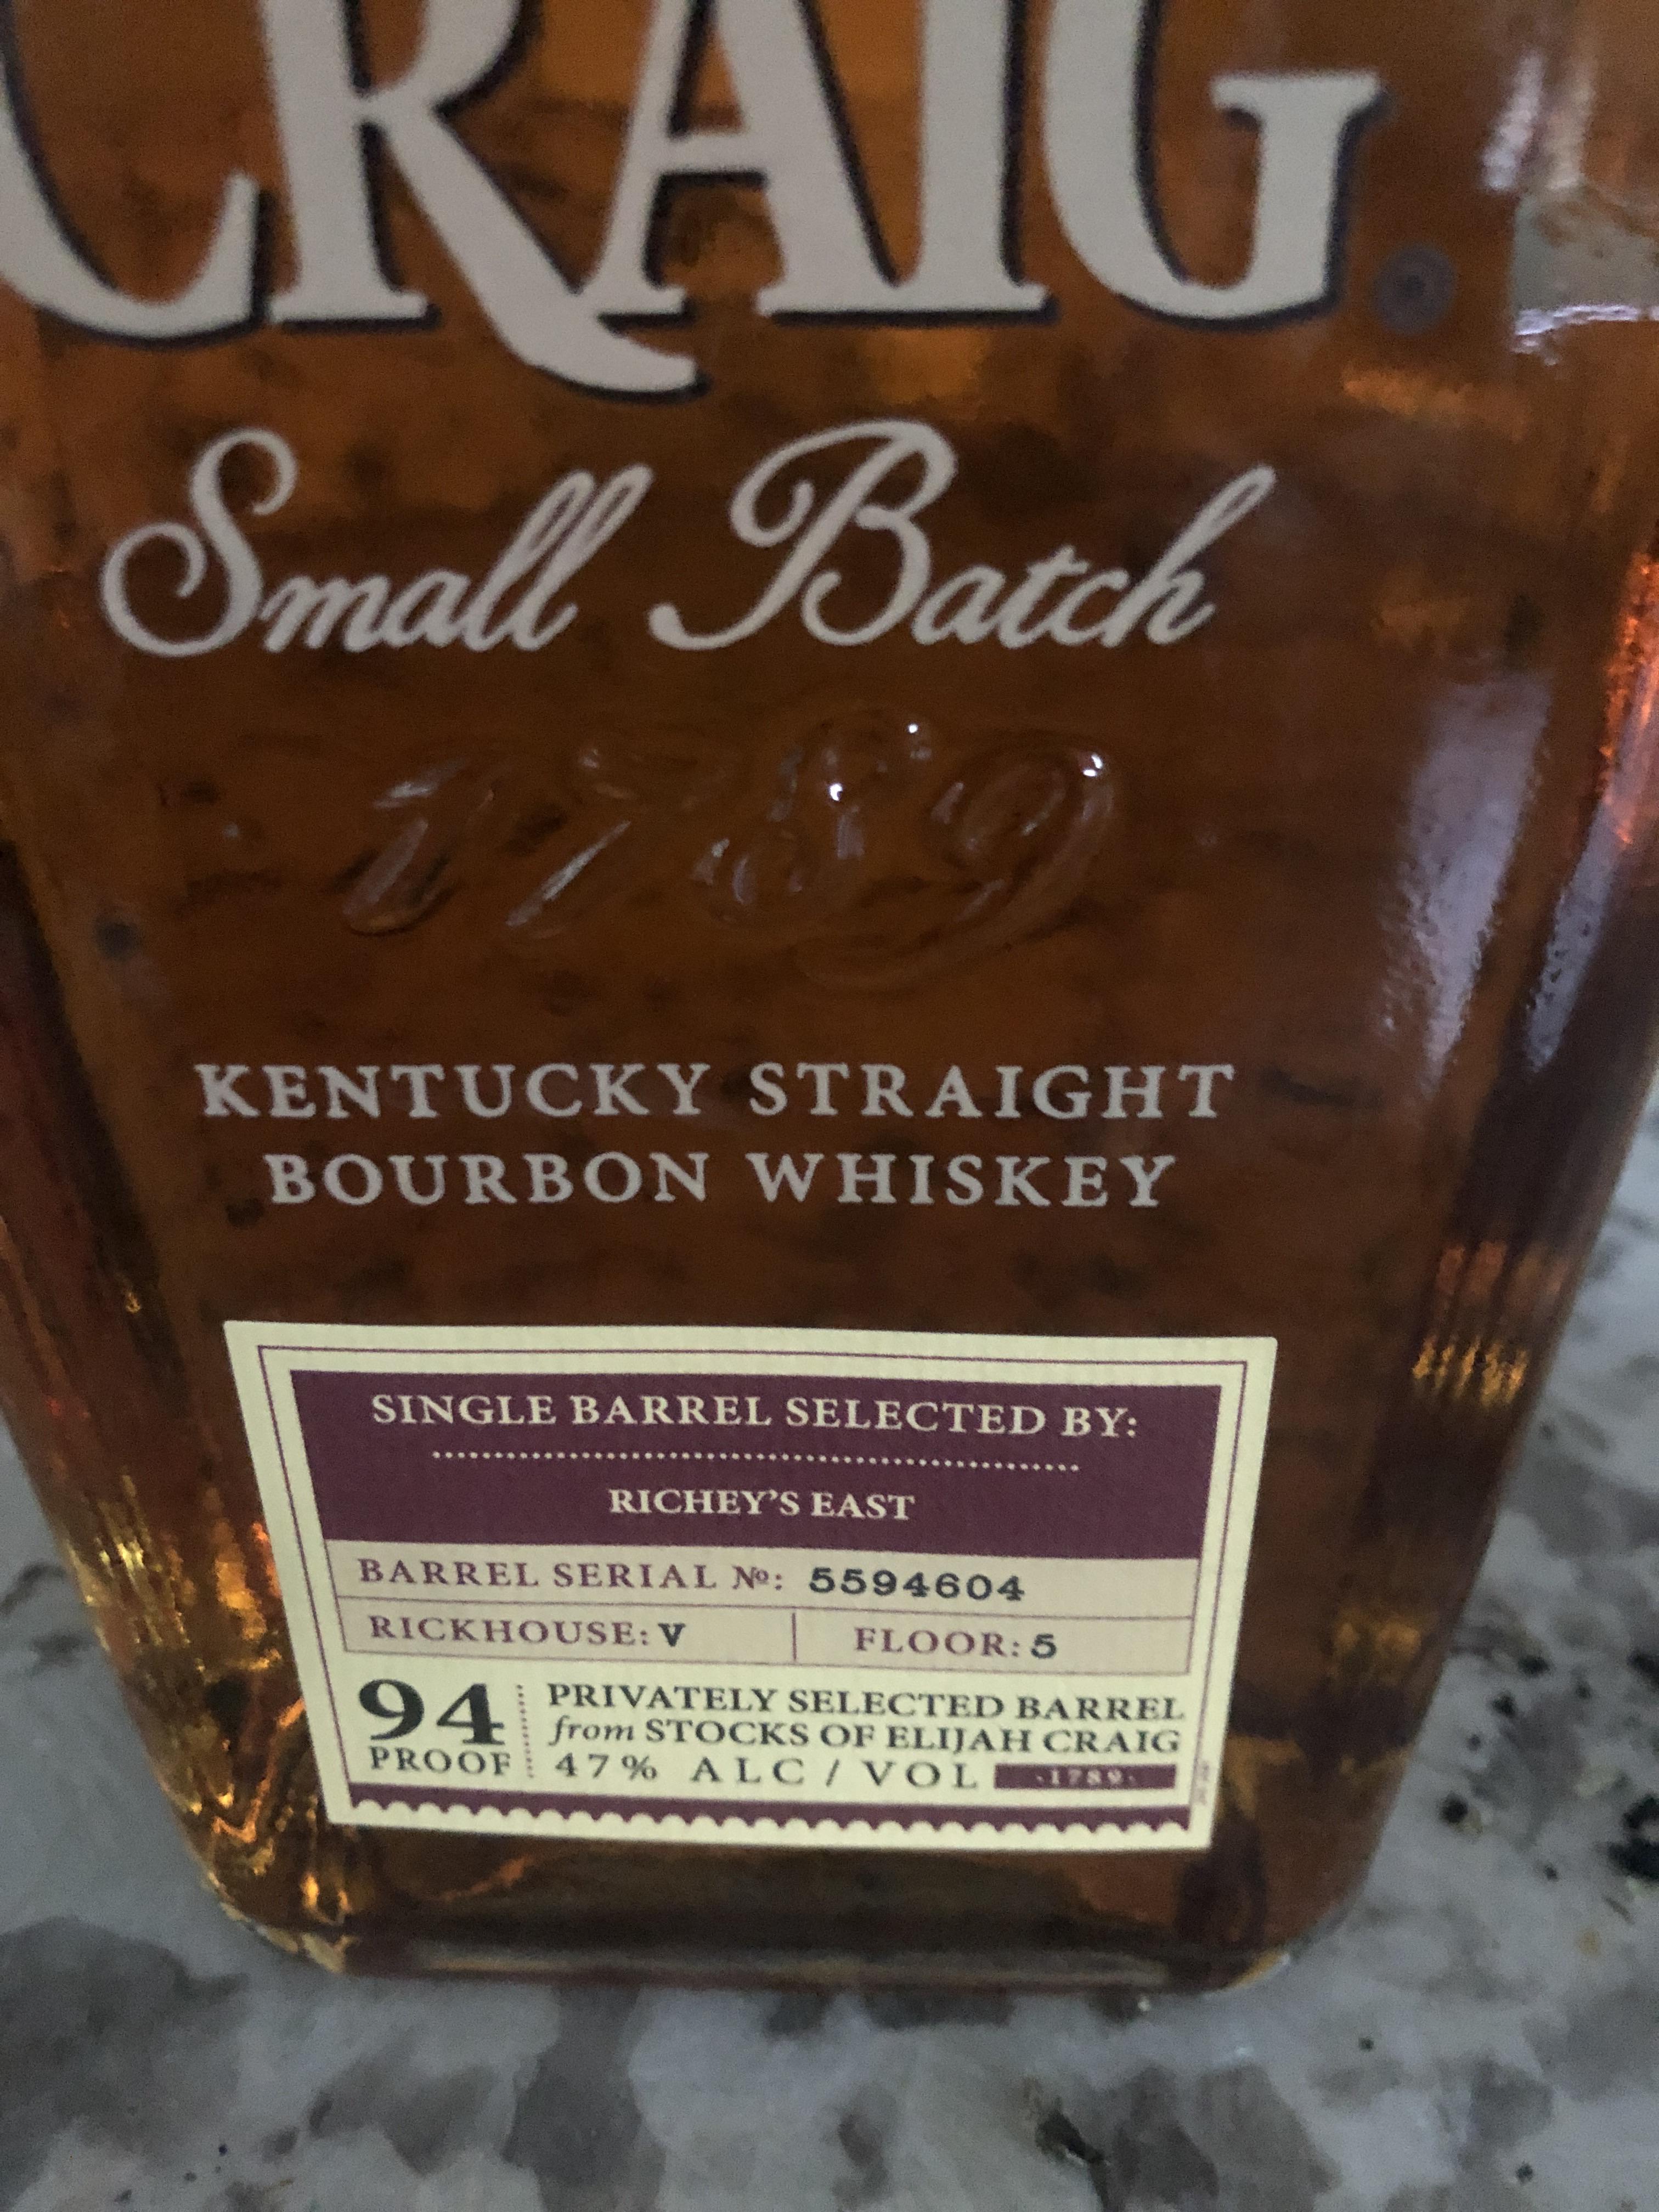 CRAIG
Small Batch
1789
KENTUCKY STRAIGHT
BOURBON WHISKEY
SINGLE BARREL SELECTED BY:
RICHEY'S EAST
BARREL SERIAL №: 5594604
RICKHOUSE: V FLOOR: 5
94
PROOF
PRIVATELY SELECTED BARREL
from STOCKS OF ELIJAH CRAIG
47% ALC/VOL ·1789·